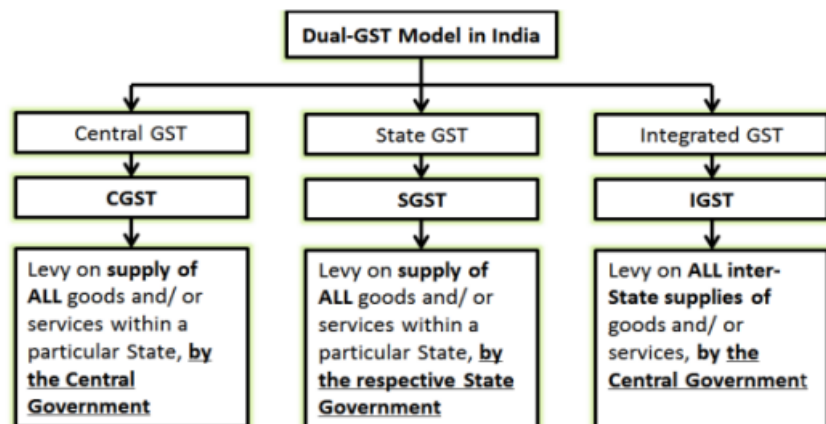 Dual-GST Model in India
Central GST
State GST
Integrated GST
CGST
SGST
IGST
Levy on supply of
ALL goods and/ or
services within a
particular State, by
the Central
Government
Levy on supply of
ALL goods and/ or
services within a
particular State, by
the respective State
Government
Levy on ALL inter-
State supplies of
goods and/ or
services, by the
Central Government